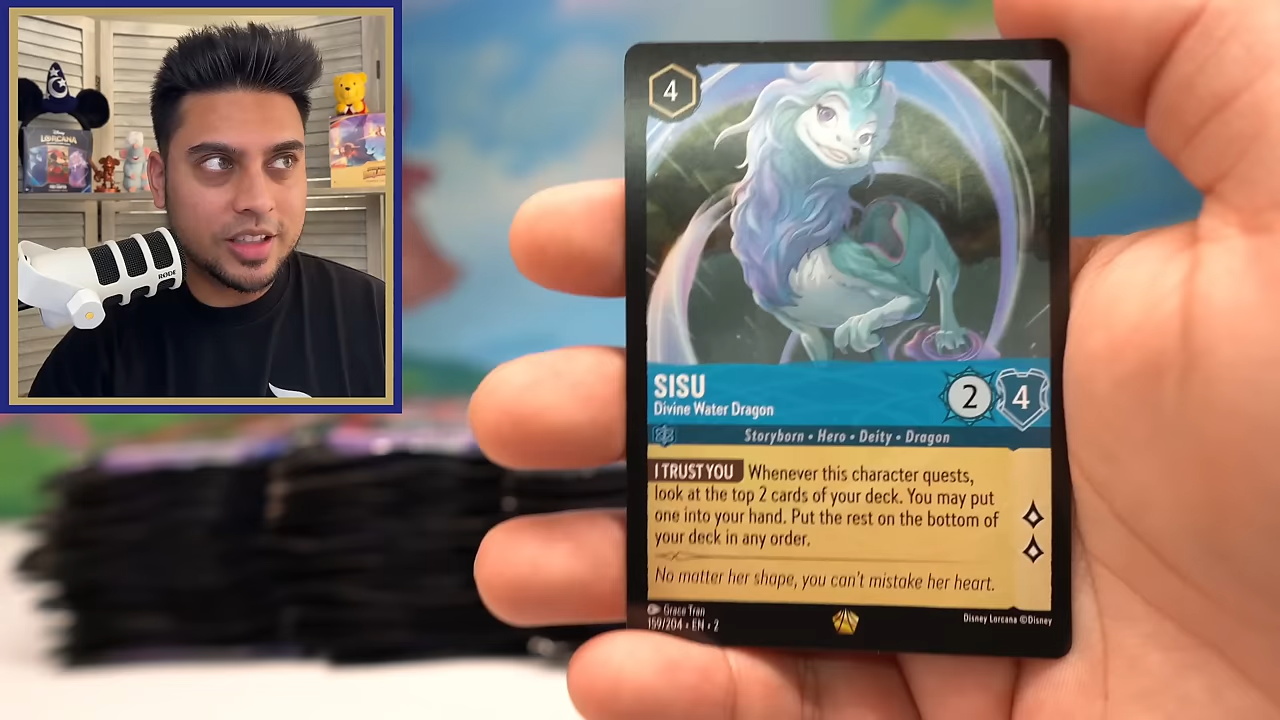 Disney
LORCANA
RØDE
4
SISU
Divine Water Dragon
2
4
Storyborn • Hero • Deity • Dragon
I TRUST YOU Whenever this character quests,
look at the top 2 cards of your deck. You may put
one into your hand. Put the rest on the bottom of
your deck in any order.
No matter her shape, you can't mistake her heart.
Grace Tran
159/204 • EN • 2
Disney Lorcana ©Disney